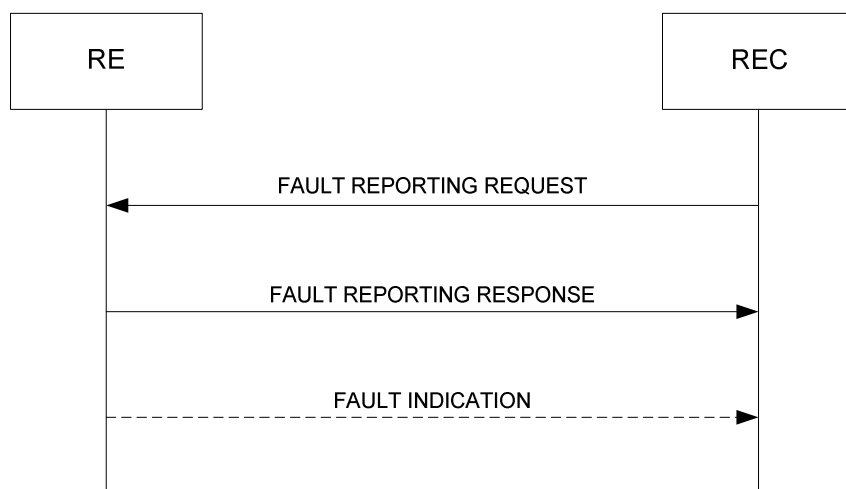 RE
REC
FAULT REPORTING REQUEST
FAULT REPORTING RESPONSE
FAULT INDICATION